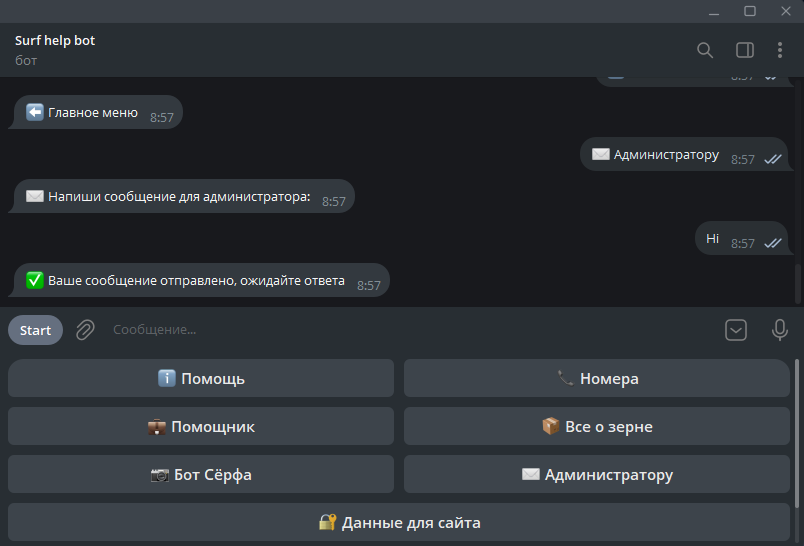 Surf help bot
бот
8:57
Главное меню 8:57
Администратору 8:57
Напиши сообщение для администратора: 8:57
Hi 8:57
Ваше сообщение отправлено, ожидайте ответа 8:57
Start Сообщение...
Помощь Номера
Помощник Все о зерне
Бот Сёрфа Администратору
Данные для сайта